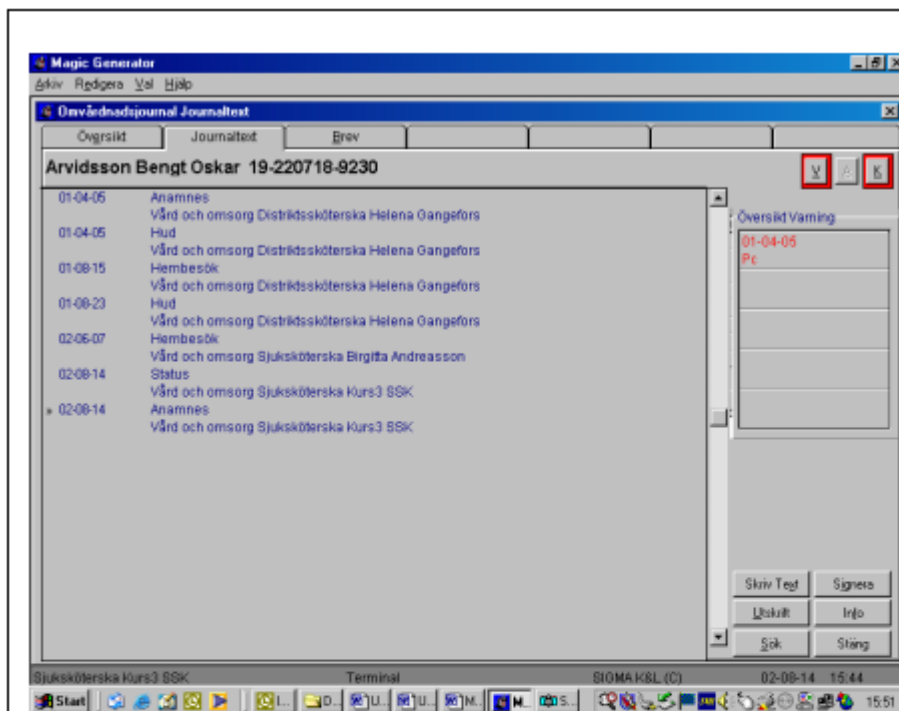 Magic Generator
Arkiv Redigera Val Hjälp
Omvårdnadsjournal Journaltext
Översikt Journaltext Brev
Arvidsson Bengt Oskar 19-220718-9230
V A K
01-04-05 Anamnes
Vård och omsorg Distriktssköterska Helena Gangefors
01-04-05 Hud
Vård och omsorg Distriktssköterska Helena Gangefors
01-08-15 Hembesök
Vård och omsorg Distriktssköterska Helena Gangefors
01-08-23 Hud
Vård och omsorg Distriktssköterska Helena Gangefors
02-06-07 Hembesök
Vård och omsorg Sjuksköterska Birgitta Andreasson
02-08-14 Status
Vård och omsorg Sjuksköterska Kurs3 SSK
» 02-08-14 Anamnes
Vård och omsorg Sjuksköterska Kurs3 SSK
Översikt Varning
01-04-05
Pc
Skriv Text Signera
Utskrift Info
Sök Stäng
Sjuksköterska Kurs3 SSK Terminal SIGMA K&L (C) 02-08-14 15:44
Start I... D... U... U... M... M... S... 15:51